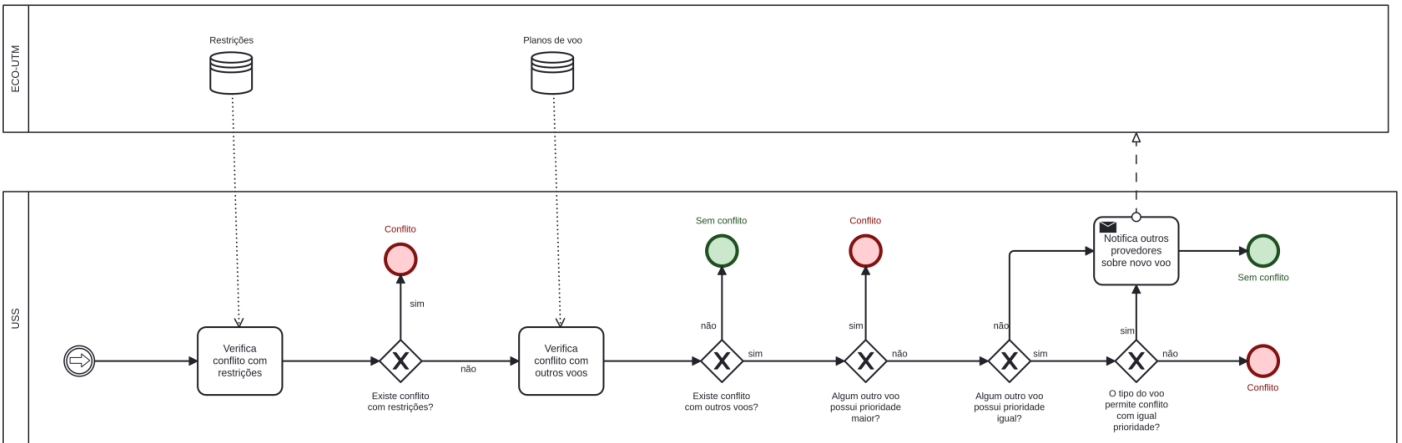 ECO-UTM
Restrições
Planos de voo
USS
Verifica
conflito com
restrições
Conflito
sim
não
Existe conflito
com restrições?
Verifica
conflito com
outros voos
Sem conflito
não
sim
Existe conflito
com outros voos?
Conflito
sim
não
Algum outro voo
possui prioridade
maior?
não
sim
Algum outro voo
possui prioridade
igual?
Notifica outros
provedores
sobre novo voo
Sem conflito
sim
não
O tipo do voo
permite conflito
com igual
prioridade?
Conflito